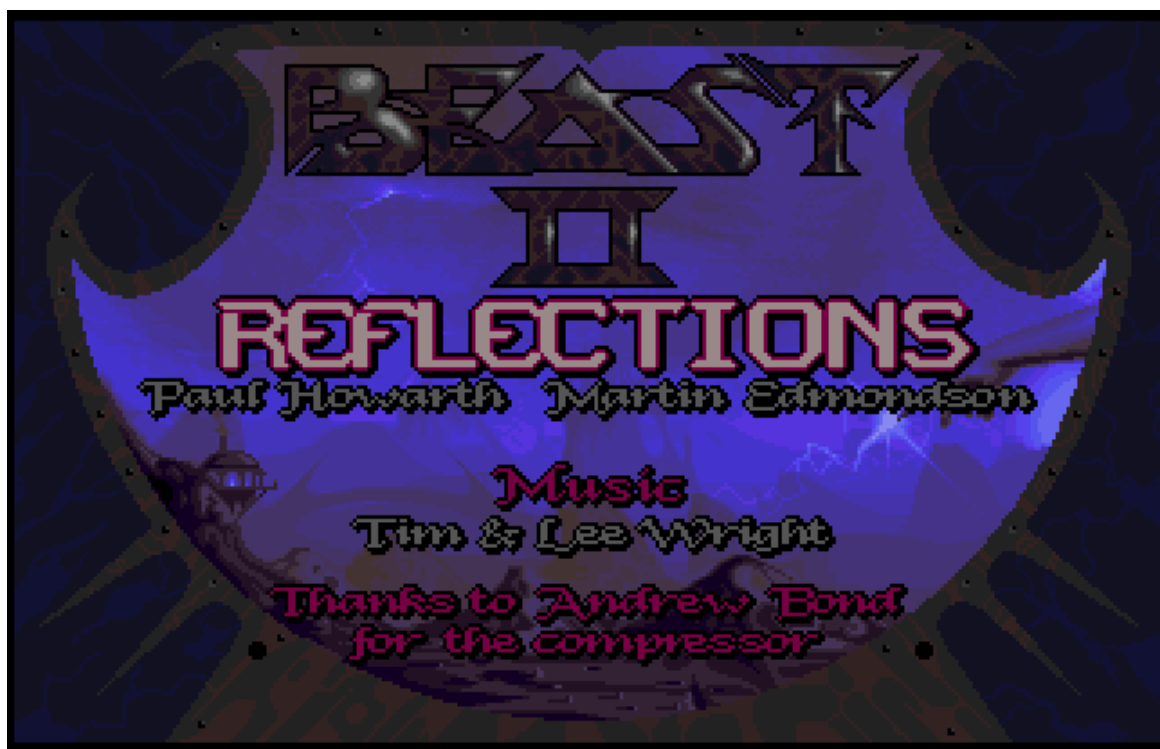 BEAST
II
REFLECTIONS
Paul Howarth Martin Edmondson
Music
Tim & Lee Wright
Thanks to Andrew Bond
for the compressor